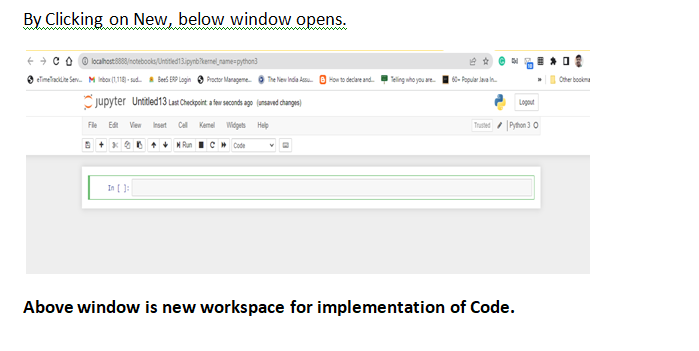 By Clicking on New, below window opens.
localhost:8888/notebooks/Untitled13.ipynb?kernel_name=python3
eTimeTrackLite Serv... Inbox (1,118) - sud... BeeS ERP Login Proctor Manageme... The New India Assu... How to declare and... Telling who you are... 60+ Popular Java In... » Other bookma
jupyter Untitled13 Last Checkpoint: a few seconds ago (unsaved changes) Logout
File Edit View Insert Cell Kernel Widgets Help Trusted Python 3
Run Code
In [ ]:
Above window is new workspace for implementation of Code.